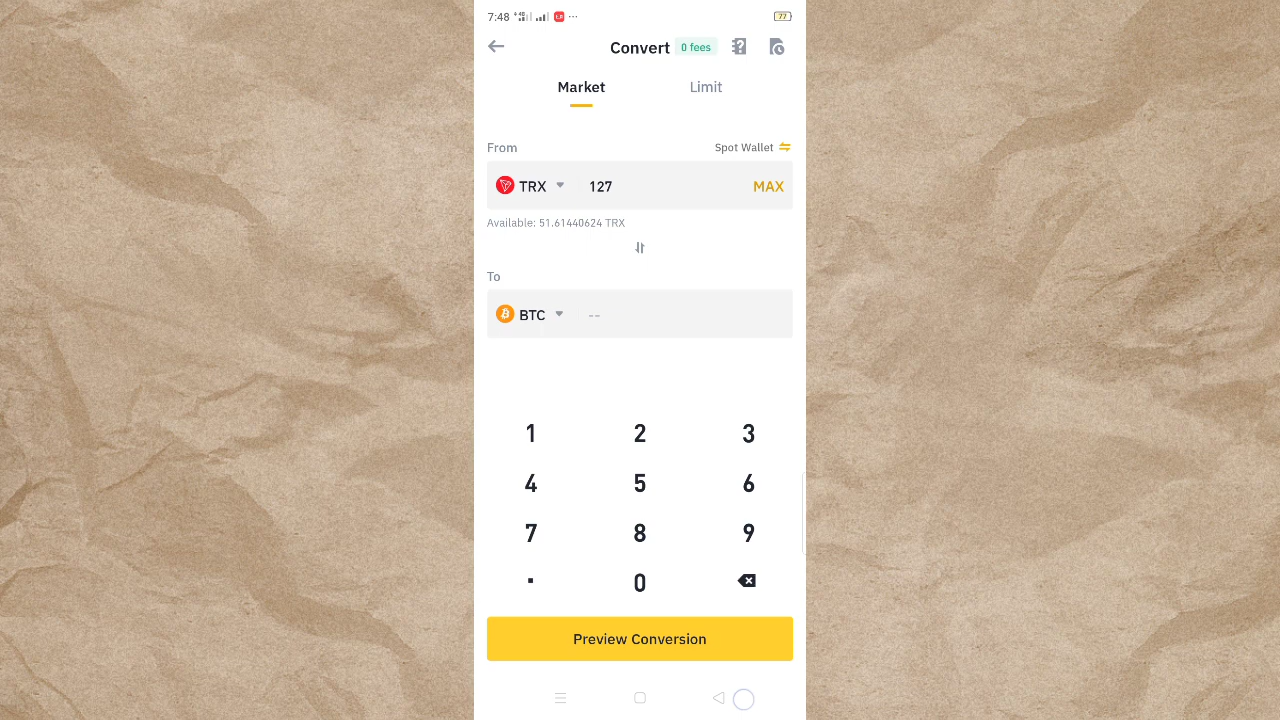 7:48 77
Convert 0 fees
Market Limit
From Spot Wallet
TRX 127 MAX
Available: 51.61440624 TRX
To
BTC --
1 2 3
4 5 6
7 8 9
. 0
Preview Conversion